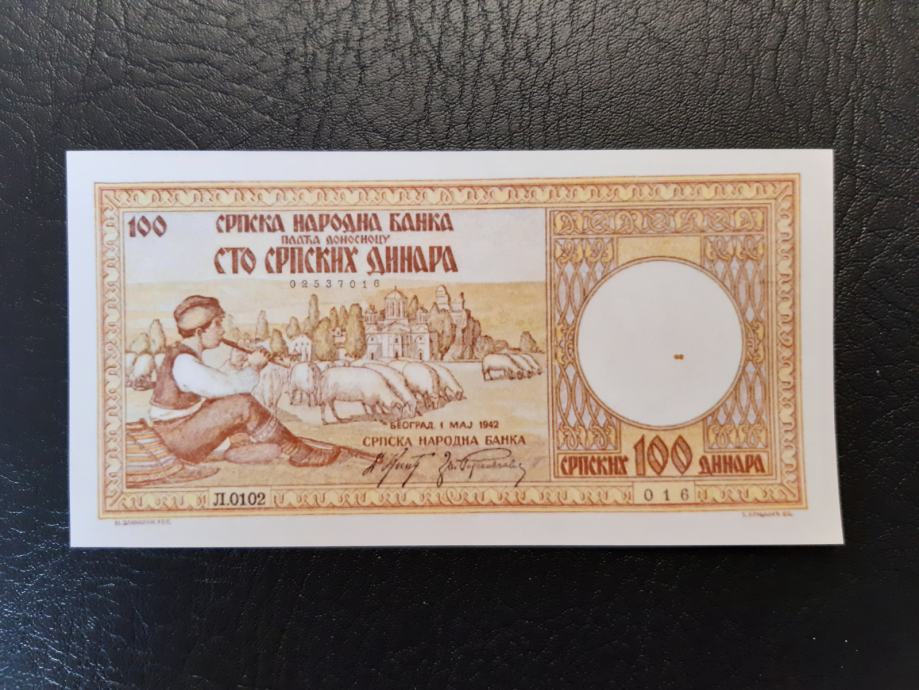 100
СРПСКА НАРОДНА БАНКА
ПЛАЋА ДОНОСИОЦУ
СТО СРПСКИХ ДИНАРА
02537016
БЕОГРАД, 1 МАЈ 1942
СРПСКА НАРОДНА БАНКА
СРПСКИХ 100 ДИНАРА
Л.0102
016